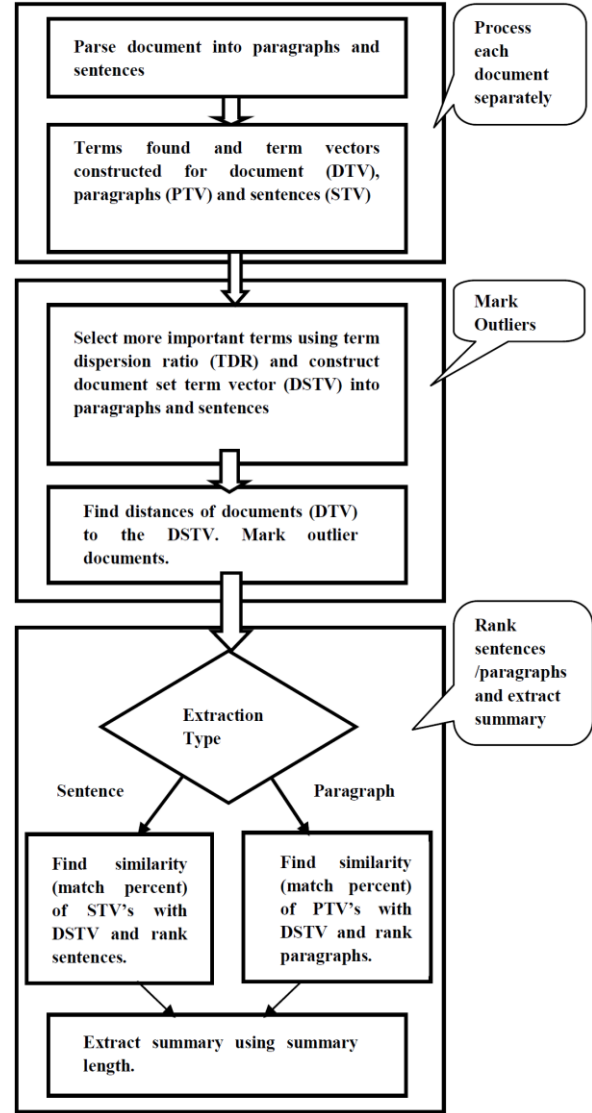 Parse document into paragraphs and
sentences
Process
each
document
separately
Terms found and term vectors
constructed for document (DTV),
paragraphs (PTV) and sentences (STV)
Mark
Outliers
Select more important terms using term
dispersion ratio (TDR) and construct
document set term vector (DSTV) into
paragraphs and sentences
Find distances of documents (DTV)
to the DSTV. Mark outlier
documents.
Rank
sentences
/paragraphs
and extract
summary
Extraction
Type
Sentence
Paragraph
Find similarity
(match percent)
of STV’s with
DSTV and rank
sentences.
Find similarity
(match percent)
of PTV’s with
DSTV and rank
paragraphs.
Extract summary using summary
length.